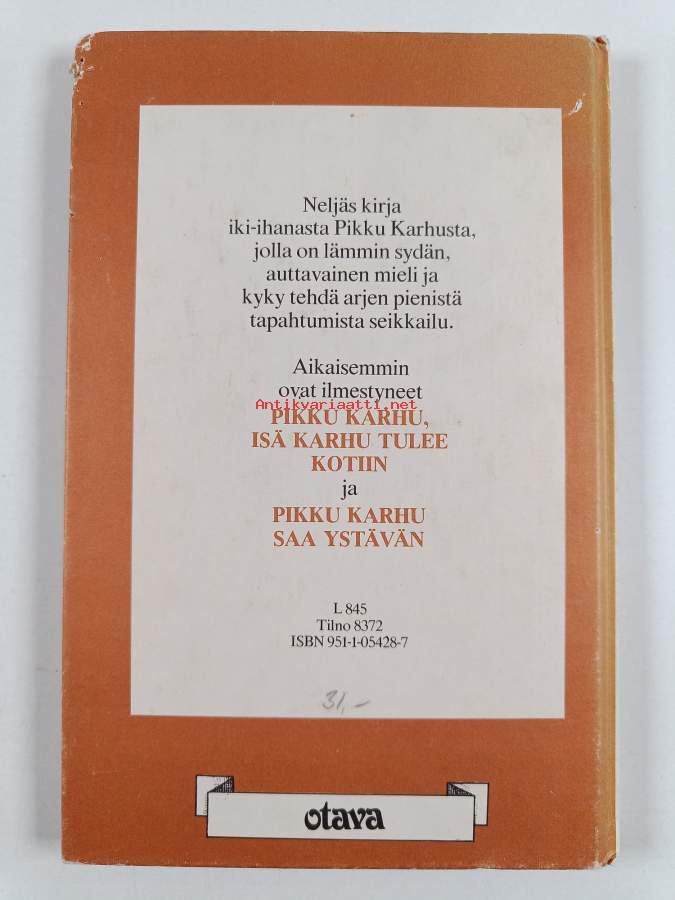 Neljäs kirja
iki-ihanasta Pikku Karhusta,
jolla on lämmin sydän,
auttavainen mieli ja
kyky tehdä arjen pienistä
tapahtumista seikkailu.
Aikaisemmin
ovat ilmestyneet
Antikvariaatti.net
PIKKU KARHU,
ISÄ KARHU TULEE
KOTIIN
ja
PIKKU KARHU
SAA YSTÄVÄN
L 845
Tilno 8372
ISBN 951-1-05428-7
31,-
otava